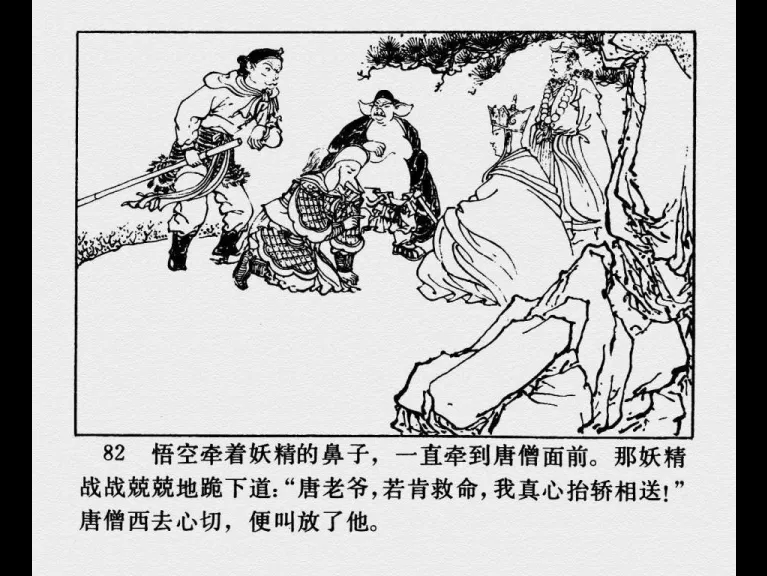 82 悟空牵着妖精的鼻子，一直牵到唐僧面前。那妖精
战战兢兢地跪下道：“唐老爷，若肯救命，我真心抬轿相送！”
唐僧西去心切，便叫放了他。